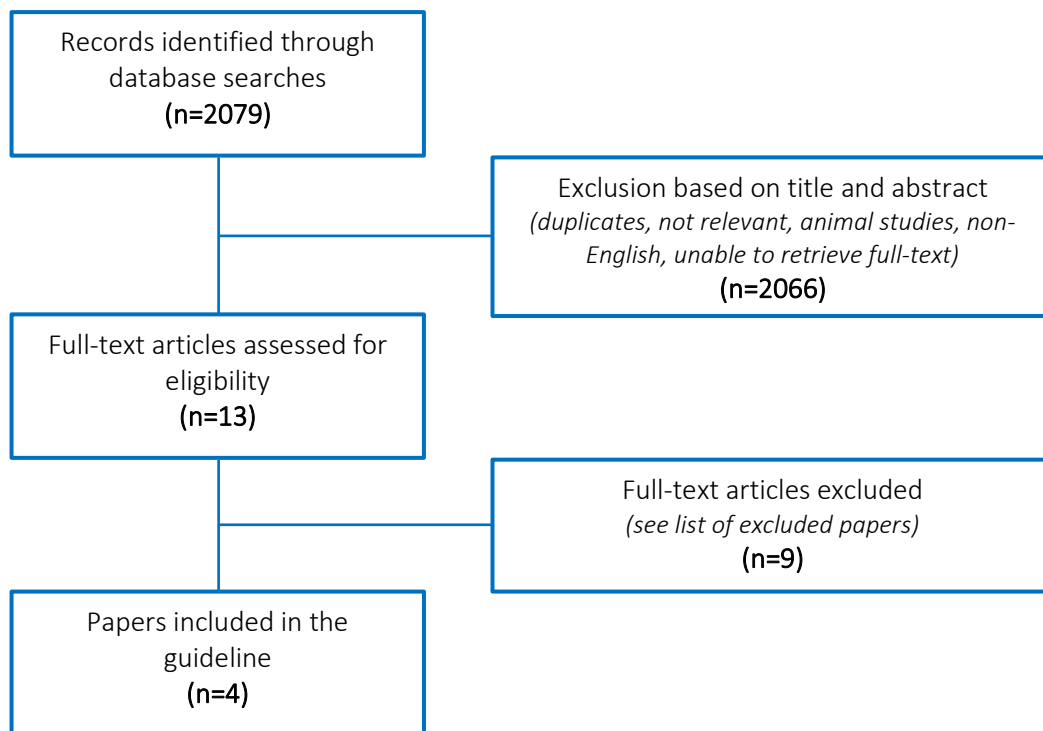 Records identified through
database searches
(n=2079)
Exclusion based on title and abstract
(duplicates, not relevant, animal studies, non-
English, unable to retrieve full-text)
(n=2066)
Full-text articles assessed for
eligibility
(n=13)
Full-text articles excluded
(see list of excluded papers)
(n=9)
Papers included in the
guideline
(n=4)